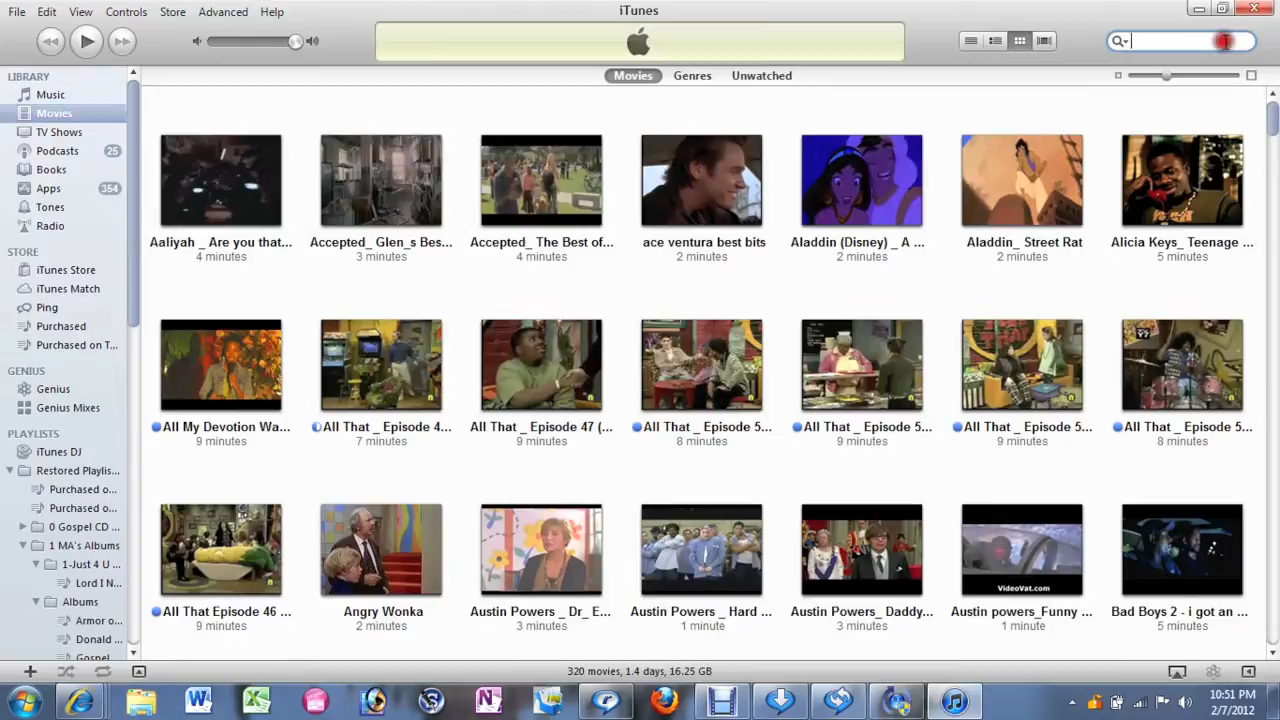 File Edit View Controls Store Advanced Help
iTunes
LIBRARY
Music
Movies
TV Shows
Podcasts 25
Books
Apps 354
Tones
Radio
STORE
iTunes Store
iTunes Match
Ping
Purchased
Purchased on T...
GENIUS
Genius
Genius Mixes
PLAYLISTS
iTunes DJ
Restored Playlis...
Purchased o...
Purchased o...
0 Gospel CD ...
1 MA's Albums
1-Just 4 U ...
Lord I N...
Albums
Armor o...
Donald ...
Gospel
Movies Genres Unwatched
Aaliyah _ Are you that... Accepted_ Glen_s Bes... Accepted_ The Best of... ace ventura best bits Aladdin (Disney) _ A ... Aladdin_ Street Rat Alicia Keys_ Teenage ...
4 minutes 3 minutes 4 minutes 2 minutes 2 minutes 2 minutes 5 minutes
All My Devotion Wa... All That _ Episode 4... All That _ Episode 47 (... All That _ Episode 5... All That _ Episode 5... All That _ Episode 5... All That _ Episode 5...
9 minutes 7 minutes 9 minutes 8 minutes 9 minutes 9 minutes 8 minutes
VideoVat.com
All That Episode 46 ... Angry Wonka Austin Powers _ Dr_ E... Austin Powers _ Hard ... Austin Powers_ Daddy... Austin powers_Funny ... Bad Boys 2 - i got an ...
9 minutes 2 minutes 3 minutes 1 minute 3 minutes 1 minute 5 minutes
320 movies, 1.4 days, 16.25 GB
10:51 PM
2/7/2012